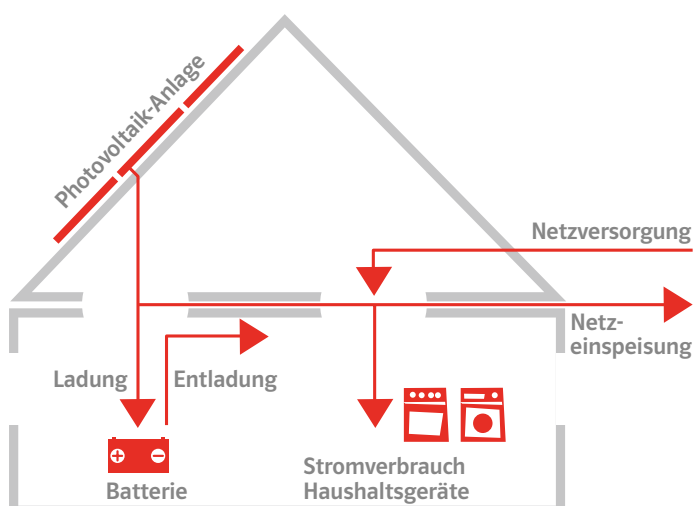 Photovoltaik-Anlage
Netzversorgung
Netz-
einspeisung
Ladung
Entladung
Batterie
Stromverbrauch
Haushaltsgeräte